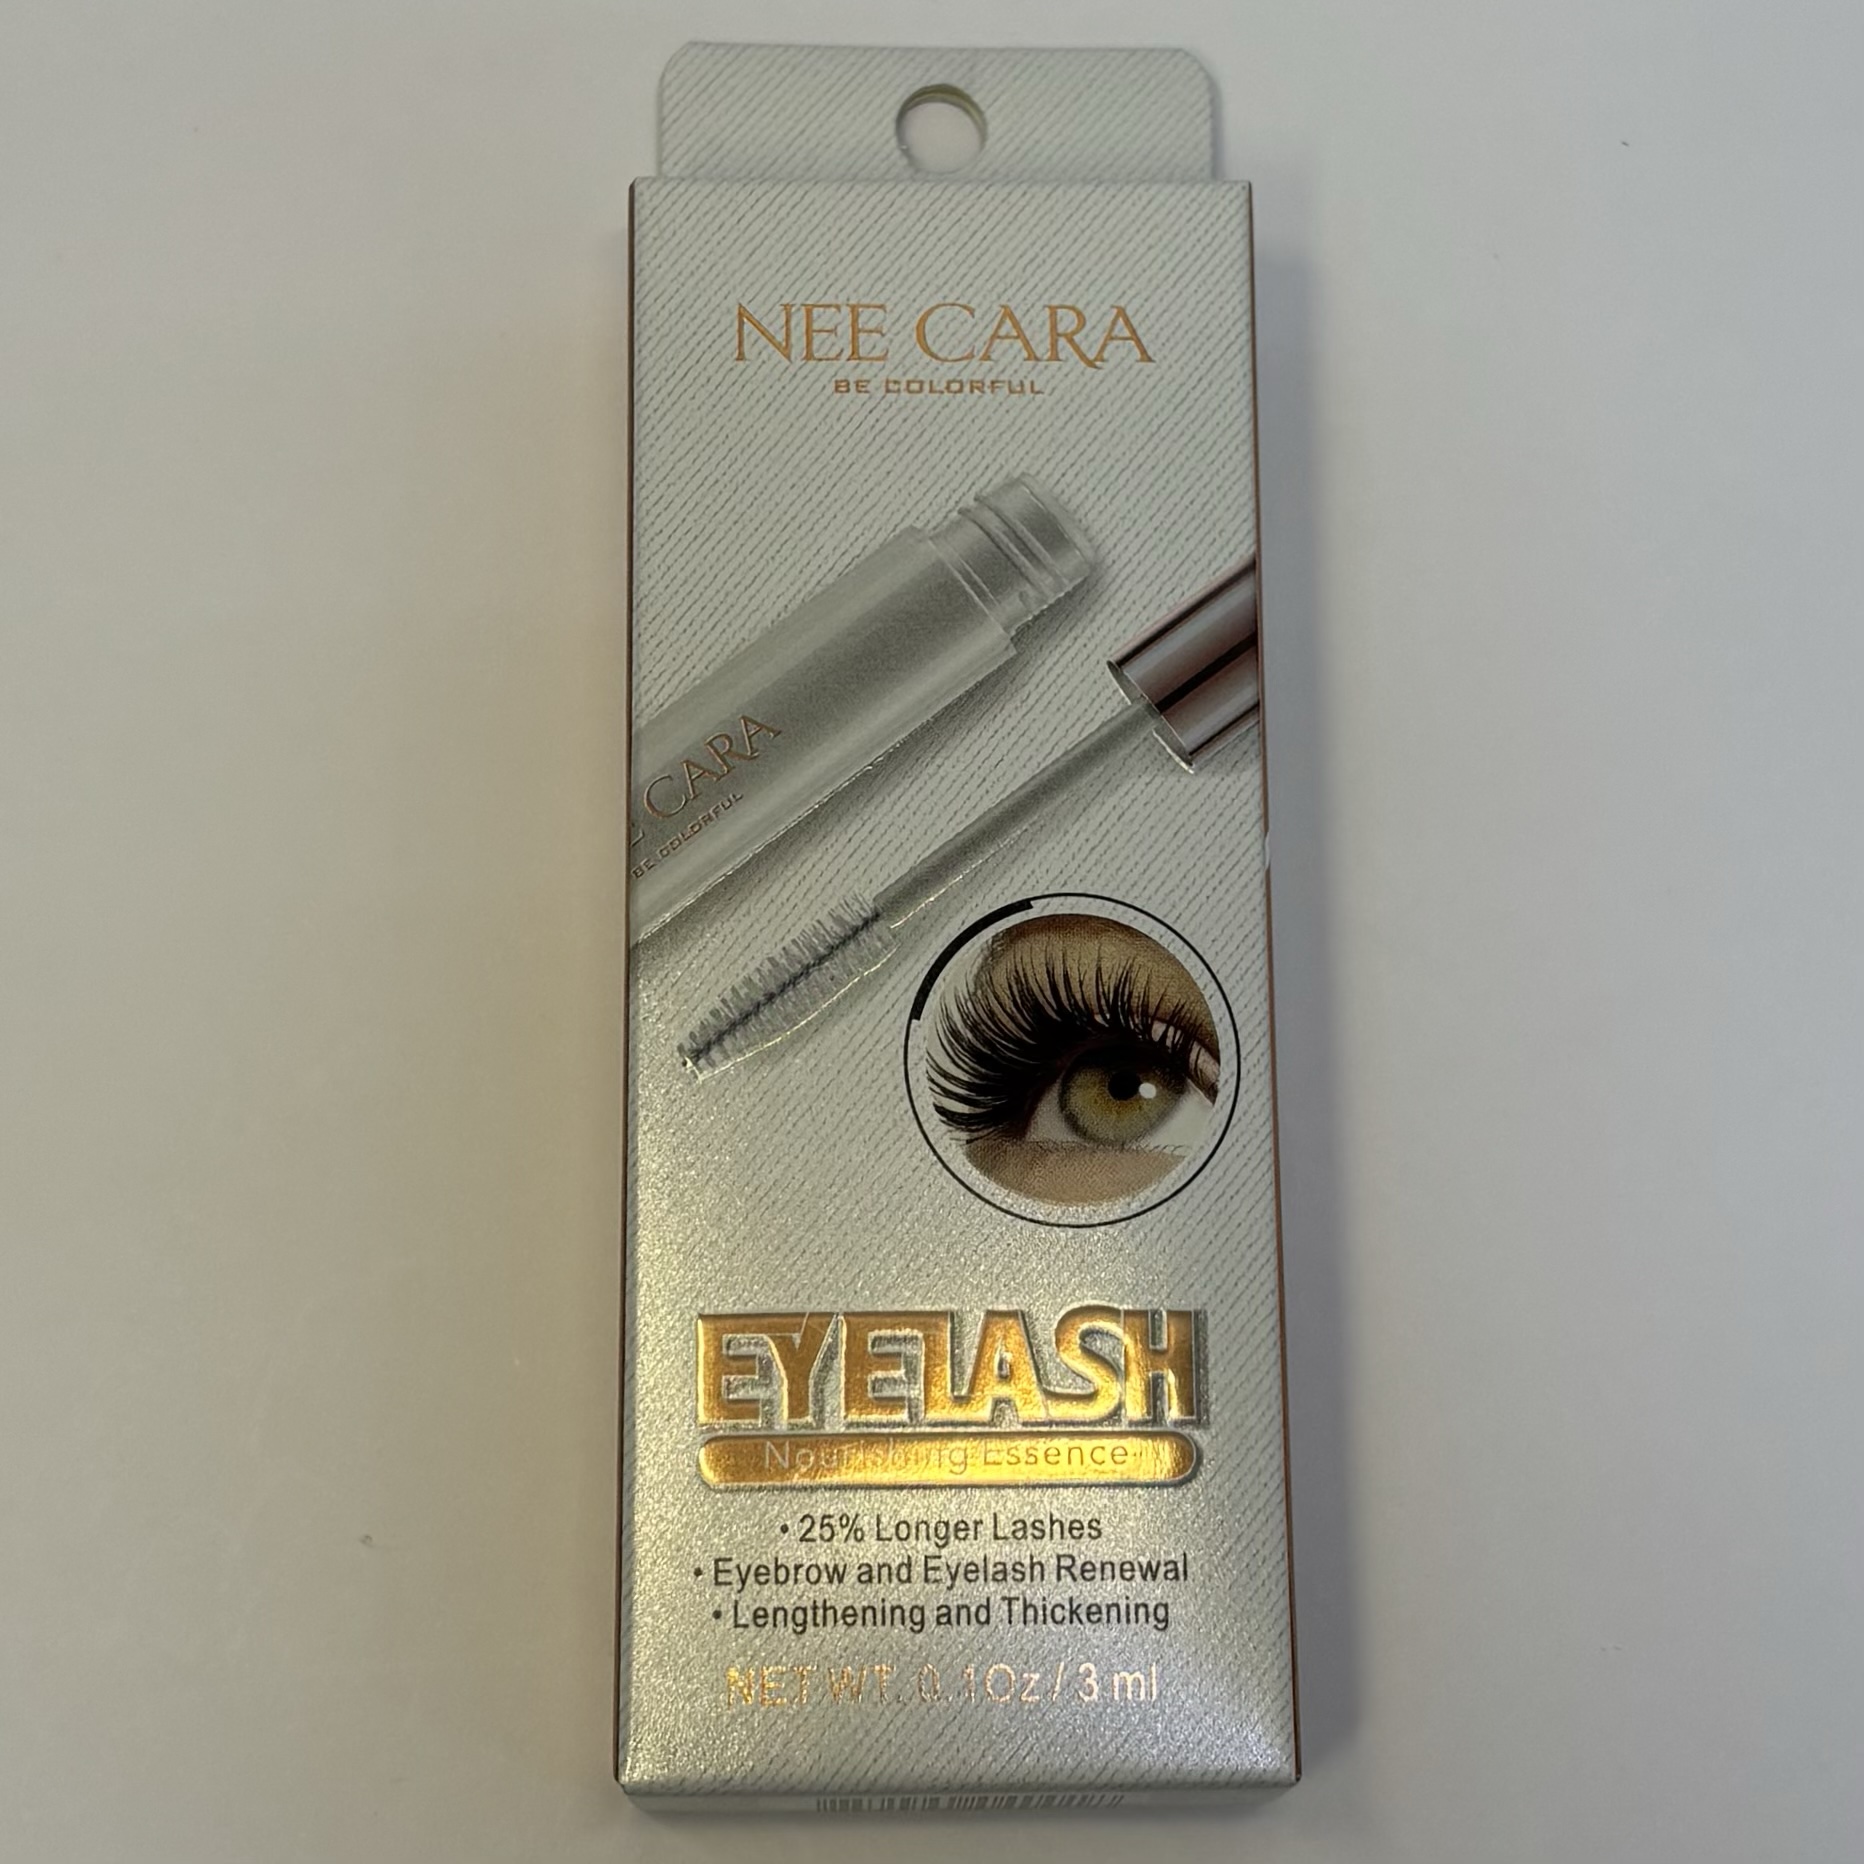 NEE CARA
BE COLORFUL
CARA
BE COLORFUL
EYELASH
Nourishing Essence
• 25% Longer Lashes
• Eyebrow and Eyelash Renewal
• Lengthening and Thickening
NET WT. 0.1Oz / 3 ml